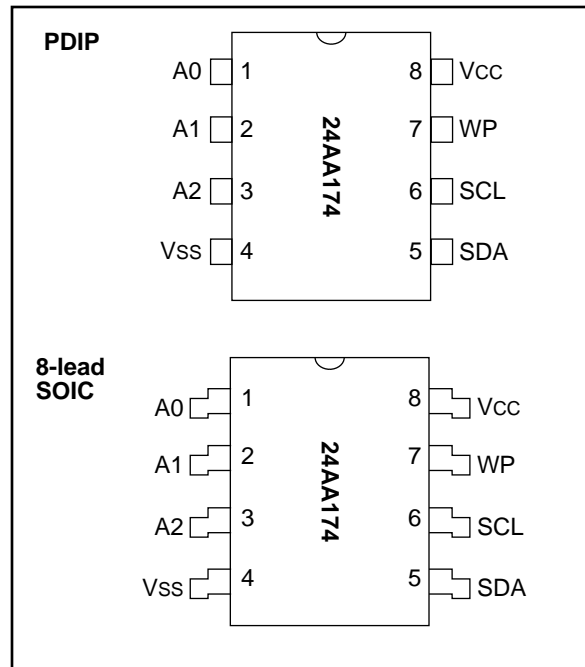 PDIP
A0 1 8 VCC
A1 2 7 WP
24AA174
A2 3 6 SCL
VSS 4 5 SDA
8-lead
SOIC
A0 1 8 VCC
A1 2 7 WP
24AA174
A2 3 6 SCL
VSS 4 5 SDA